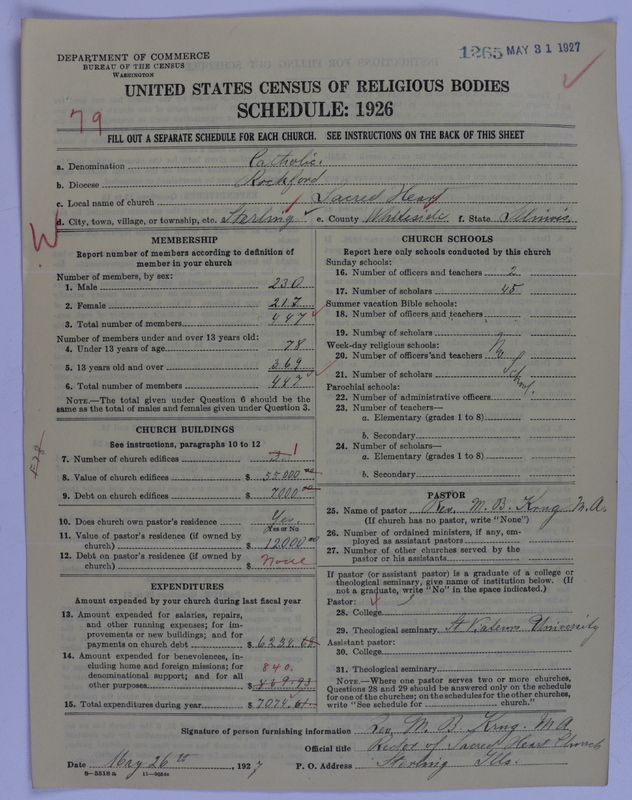 DEPARTMENT OF COMMERCE
BUREAU OF THE CENSUS
WASHINGTON
1265 MAY 31 1927
UNITED STATES CENSUS OF RELIGIOUS BODIES
SCHEDULE: 1926
79
FILL OUT A SEPARATE SCHEDULE FOR EACH CHURCH. SEE INSTRUCTIONS ON THE BACK OF THIS SHEET
a. Denomination Catholic.
b. Diocese Rockford
c. Local name of church Sacred Heart
d. City, town, village, or township, etc. Sterling e. County Whiteside f. State Illinois
W
MEMBERSHIP
Report number of members according to definition of
member in your church
Number of members, by sex:
1. Male 230
2. Female 217
3. Total number of members 447
Number of members under and over 13 years old:
4. Under 13 years of age 78
5. 13 years old and over 369
6. Total number of members 447
NOTE.—The total given under Question 6 should be
same as the total of males and females given under Question 3.
CHURCH BUILDINGS
See instructions, paragraphs 10 to 12
7. Number of church edifices 1
8. Value of church edifices $ 55,000.00
9. Debt on church edifices $ 7000.00
10. Does church own pastor's residence Yes.
Yes or No
11. Value of pastor's residence (if owned by
church) $ 12000.00
12. Debt on pastor's residence (if owned by
church) $ None
EXPENDITURES
Amount expended by church during last fiscal year
13. Amount expended for salaries, repairs,
and other running expenses; for im-
provements or new buildings; and for
payments on church debt $ 6238.68
14. Amount expended for benevolences, in-
cluding home and foreign missions; for
denominational support; and for all 840.
other purposes $ 839.93
15. Total expenditures during year $ 7078.61
CHURCH SCHOOLS
Report here only schools conducted by this church
Sunday schools:
16. Number of officers and teachers 2
17. Number of scholars 45
Summer vacation Bible schools:
18. Number of officers and teachers
19. Number of scholars
Week-day religious schools:
20. Number of officers and teachers No
21. Number of scholars School.
Parochial schools:
22. Number of administrative officers
23. Number of teachers—
a. Elementary (grades 1 to 8)
b. Secondary
24. Number of scholars—
a. Elementary (grades 1 to 8)
b. Secondary
PASTOR
25. Name of pastor Rev. M. B. Krug M.A.
(If church has no pastor, write "None")
26. Number of ordained ministers, if any, em-
ployed as assistant pastors
27. Number of other churches served by the
pastor or his assistants
If pastor (or assistant pastor) is a graduate of a college or
theological seminary, give name of institution below. (If
not a graduate, write "No" in the space indicated.)
Pastor: 4
28. College
29. Theological seminary St Viators University
Assistant pastor:
30. College
31. Theological seminary
NOTE.—Where one pastor serves two or more churches,
Questions 28 and 29 should be answered only on the schedule
for one of the churches; on the schedules for the other churches,
write "See schedule for church."
Signature of person furnishing information Rev. M. B. Krug. M A
Official title Rector of Sacred Heart Church
Date May 26th, 1927 P. O. Address Sterling Ills.
8-5518a